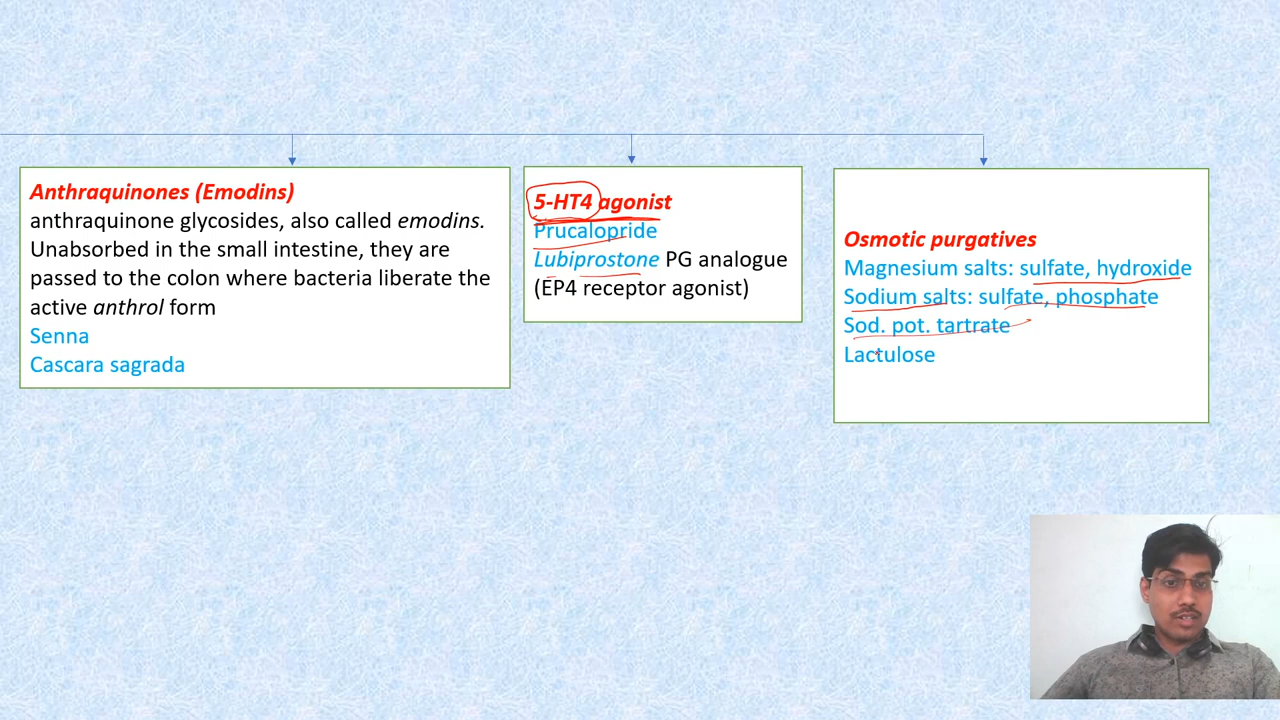 Anthraquinones (Emodins)
anthraquinone glycosides, also called emodins.
Unabsorbed in the small intestine, they are
passed to the colon where bacteria liberate the
active anthrol form
Senna
Cascara sagrada
5-HT4 agonist
Prucalopride
Lubiprostone PG analogue
(EP4 receptor agonist)
Osmotic purgatives
Magnesium salts: sulfate, hydroxide
Sodium salts: sulfate, phosphate
Sod. pot. tartrate
Lactulose